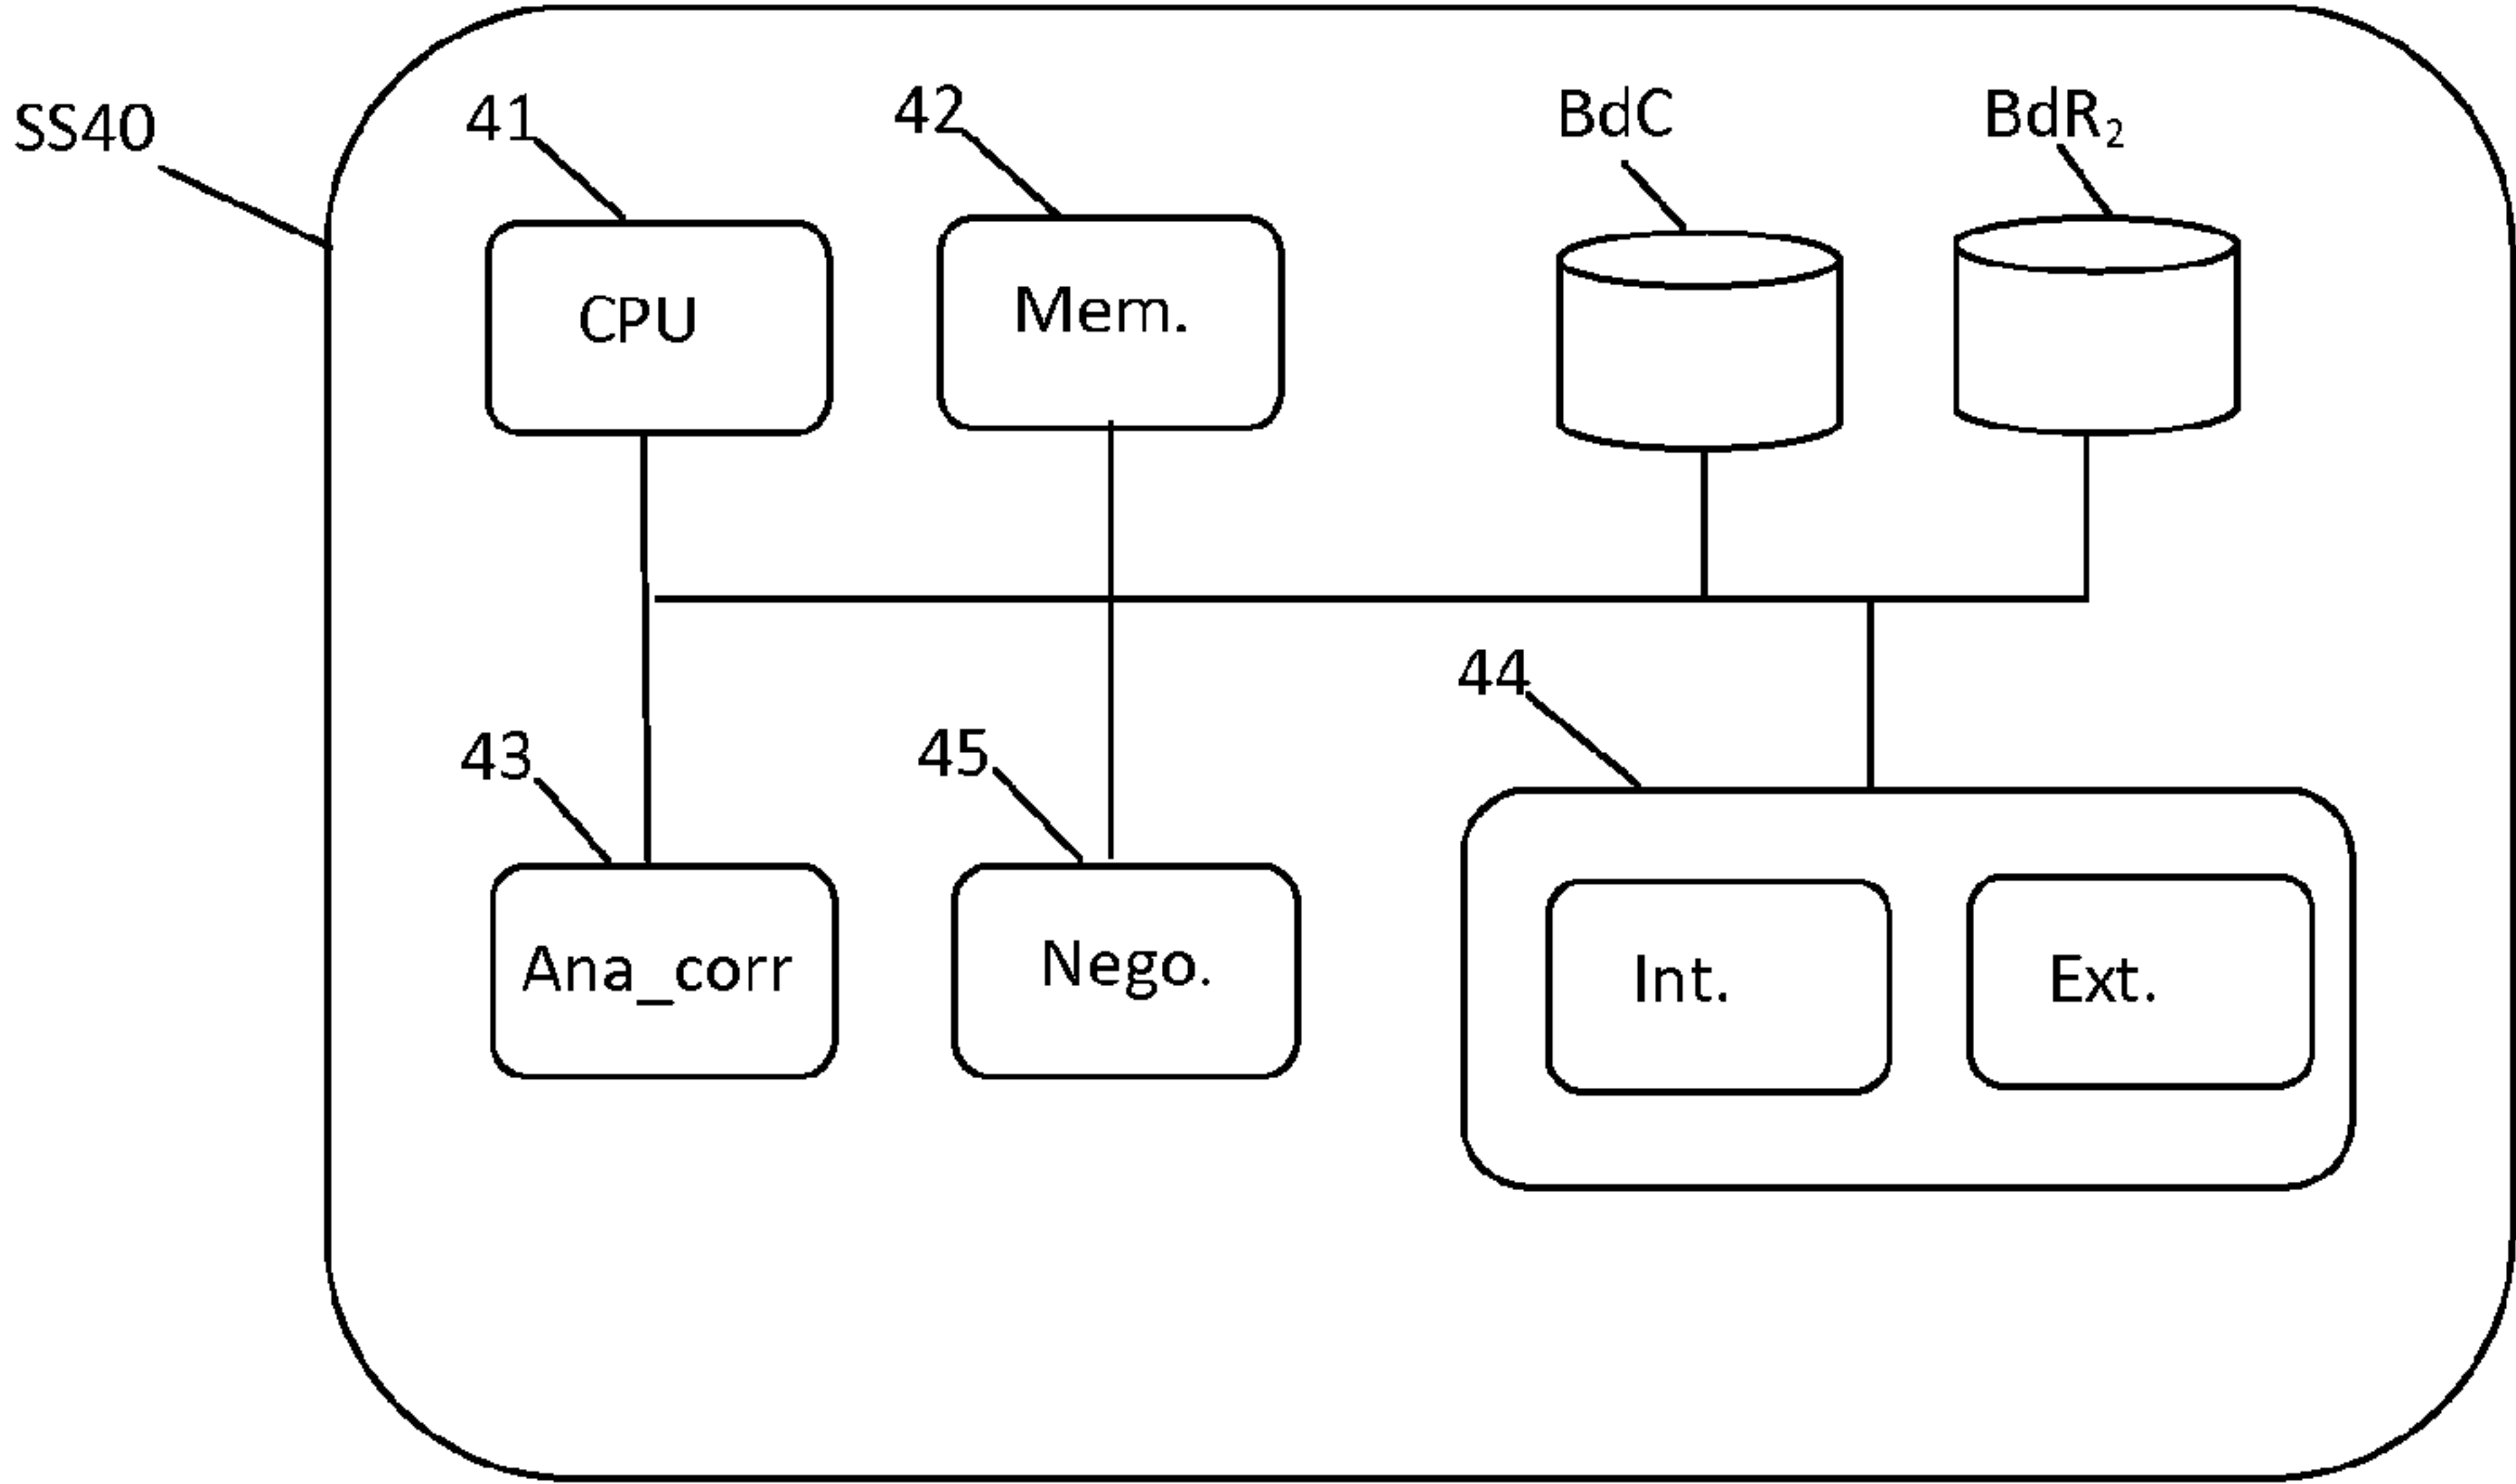 SS40
41
42
BdC
BdR₂
CPU
Mem.
44
43
45
Ana_corr
Nego.
Int.
Ext.